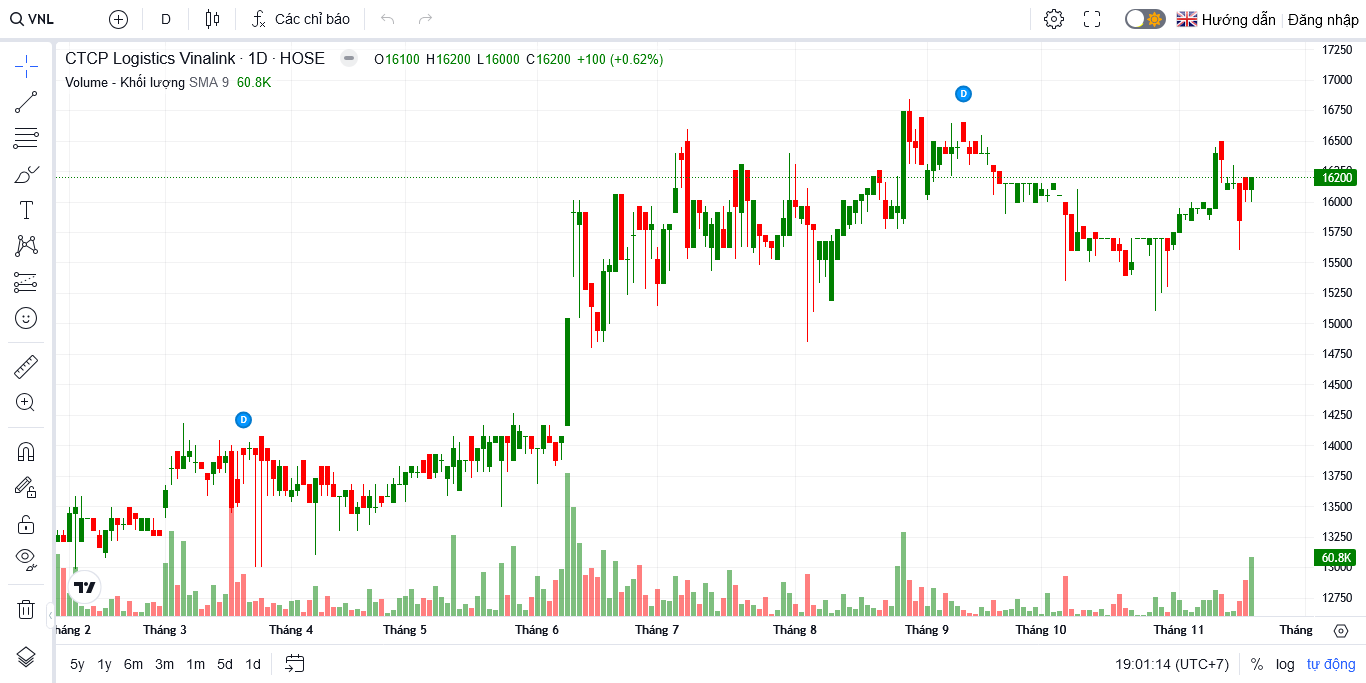 VNL D Các chỉ báo Hướng dẫn Đăng nhập
CTCP Logistics Vinalink · 1D · HOSE O16100 H16200 L16000 C16200 +100 (+0.62%)
Volume - Khối lượng SMA 9 60.8K
D
D
17250
17000
16750
16500
16250
16200
16000
15750
15500
15250
15000
14750
14500
14250
14000
13750
13500
13250
60.8K
13000
12750
háng 2 Tháng 3 Tháng 4 Tháng 5 Tháng 6 Tháng 7 Tháng 8 Tháng 9 Tháng 10 Tháng 11 Tháng
5y 1y 6m 3m 1m 5d 1d 19:01:14 (UTC+7) % log tự động